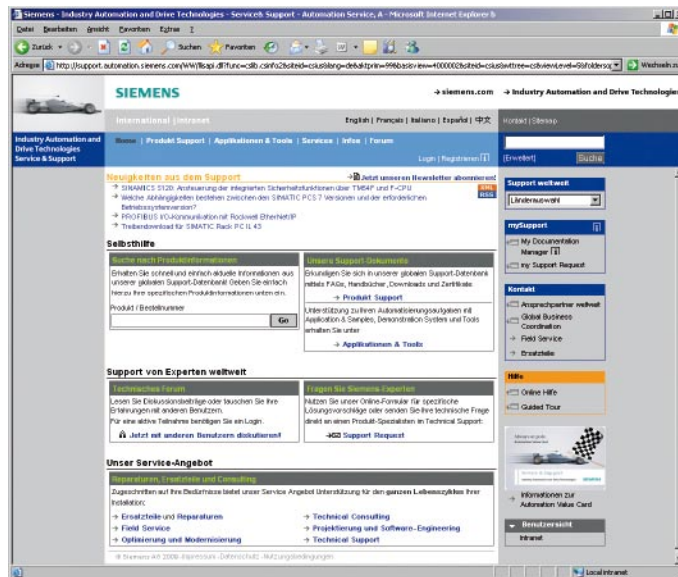 Siemens - Industry Automation and Drive Technologies - Service& Support - Automation Service, A - Microsoft Internet Explorer b
Datei Bearbeiten Ansicht Favoriten Extras ?
Zurück Suchen Favoriten
Adresse http://support.automation.siemens.com/WW/llisapi.dll?func=cslib.csinfo2&siteid=csius&lang=de&aktprim=99&basisview=4000002&siteid=csius&wttree=cs&viewLevel=5&foldersop Wechseln zu
SIEMENS
→ siemens.com → Industry Automation and Drive Technologies
International | Intranet
English | Français | Italiano | Español | 中文
Kontakt | Sitemap
Industry Automation and
Drive Technologies
Service & Support
Home | Produkt Support | Applikationen & Tools | Services | Infos | Forum
Login | Registrieren
(Erweitert) Suche
Neuigkeiten aus dem Support
→ Jetzt unseren Newsletter abonnieren!
→ SINAMICS S120: Ansteuerung der integrierten Sicherheitsfunktionen über TM54F und F-CPU
→ Welche Abhängigkeiten bestehen zwischen den SIMATIC PCS 7 Versionen und der erforderlichen
Betriebssystemversion?
→ PROFIBUS I/O-Kommunikation mit Rockwell EtherNet/IP
→ Treiberdownload für SIMATIC Rack PC IL 43
XML
RSS
Selbsthilfe
Suche nach Produktinformationen
Erhalten Sie schnell und einfach aktuelle Informationen aus
unserer globalen Support-Datenbank! Geben Sie einfach
hierzu Ihre spezifischen Produktinformationen unten ein.
Produkt / Bestellnummer
Go
Unsere Support-Dokumente
Erkundigen Sie sich in unserer globalen Support-Datenbank
mittels FAQs, Handbücher, Downloads und Zertifikate:
→ Produkt Support
Unterstützung zu Ihren Automatisierungsaufgaben mit
Application & Samples, Demonstration System und Tools
erhalten Sie unter
→ Applikationen & Tools
Support von Experten weltweit
Technisches Forum
Lesen Sie Diskussionsbeiträge oder tauschen Sie Ihre
Erfahrungen mit anderen Benutzern.
Für eine aktive Teilnahme benötigen Sie ein Login.
Jetzt mit anderen Benutzern diskutieren!
Fragen Sie Siemens-Experten
Nutzen Sie unser Online-Formular für spezifische
Lösungsvorschläge oder senden Sie Ihre technische Frage
direkt an einen Produkt-Spezialisten im Technical Support:
→ Support Request
Unser Service-Angebot
Reparaturen, Ersatzteile und Consulting
Zugeschnitten auf Ihre Bedürfnisse bietet unser Service Angebot Unterstützung für den ganzen Lebenszyklus Ihrer
Installation:
→ Ersatzteile und Reparaturen
→ Field Service
→ Optimierung und Modernisierung
→ Technical Consulting
→ Projektierung und Software-Engineering
→ Technical Support
© Siemens AG 2008 -Impressum -Datenschutz -Nutzungsbedingungen
Support weltweit
Länderauswahl
mySupport
My Documentation
Manager
my Support Request
Kontakt
Ansprechpartner weltweit
Global Business
Coordination
→ Field Service
→ Ersatzteile
Hilfe
Online Hilfe
Guided Tour
→ Informationen zur
Automation Value Card
Benutzersicht
Intranet
Lokales Intranet